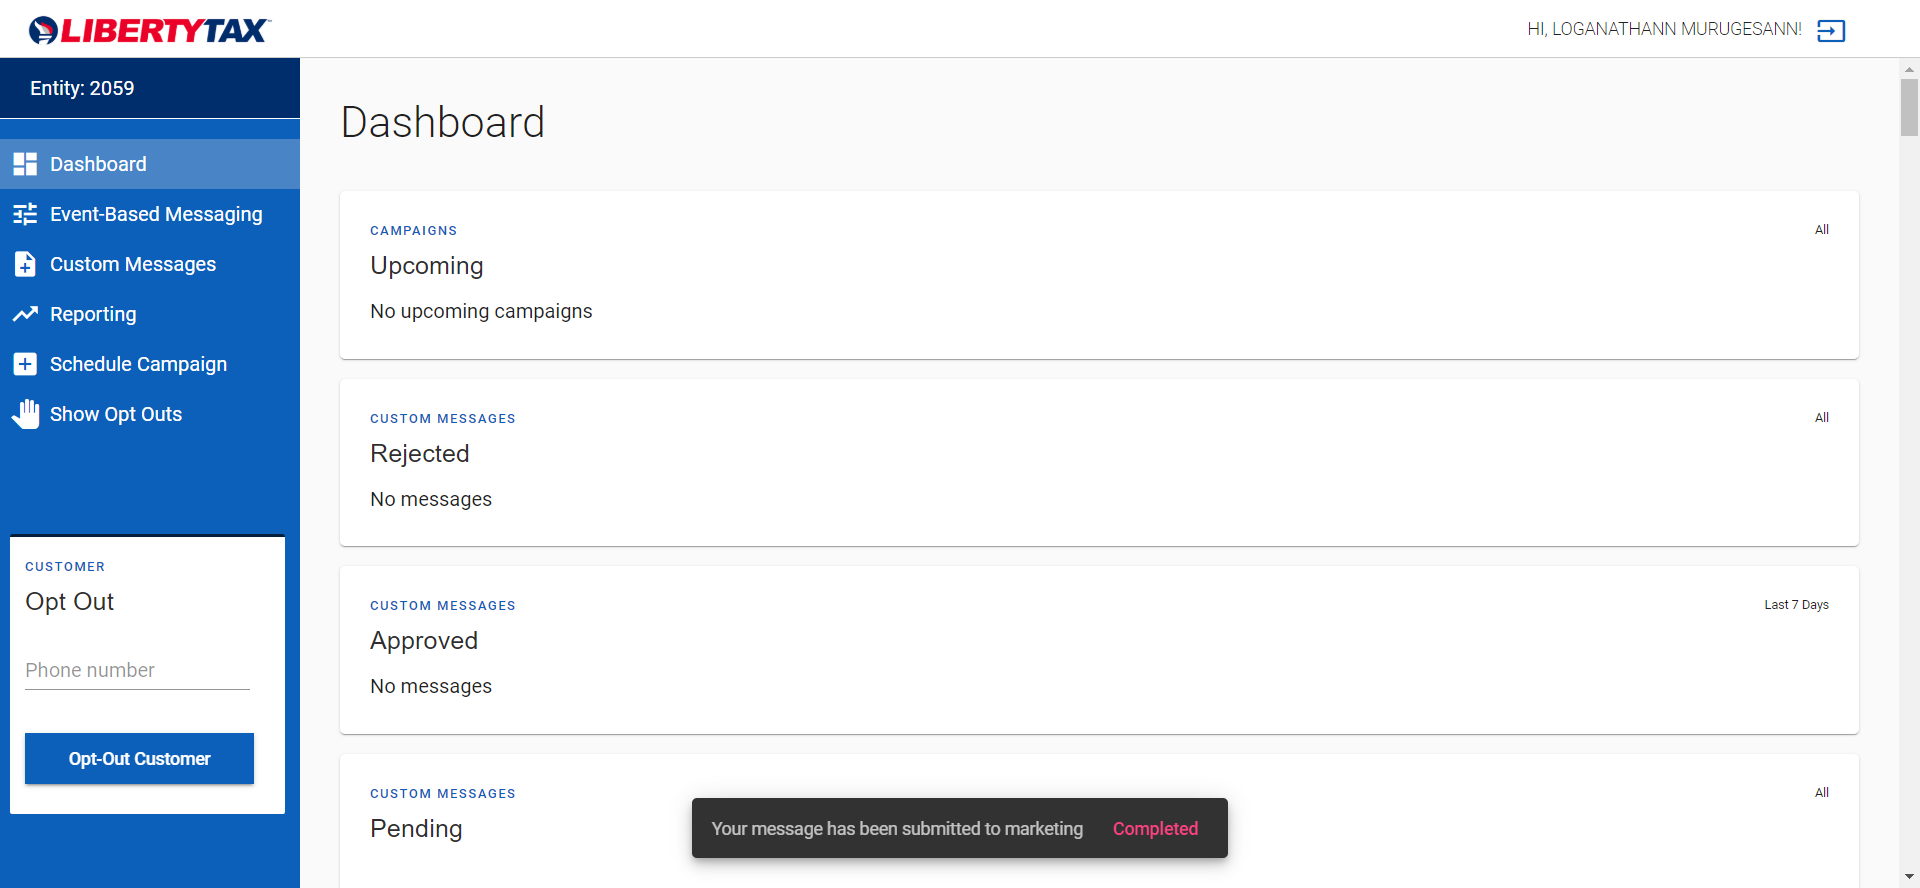 LIBERTYTAX™
HI, LOGANATHANN MURUGESANN!
Entity: 2059
Dashboard
Event-Based Messaging
Custom Messages
Reporting
Schedule Campaign
Show Opt Outs
CUSTOMER
Opt Out
Phone number
Opt-Out Customer
Dashboard
CAMPAIGNS
All
Upcoming
No upcoming campaigns
CUSTOM MESSAGES
All
Rejected
No messages
CUSTOM MESSAGES
Last 7 Days
Approved
No messages
CUSTOM MESSAGES
All
Pending
Your message has been submitted to marketing Completed